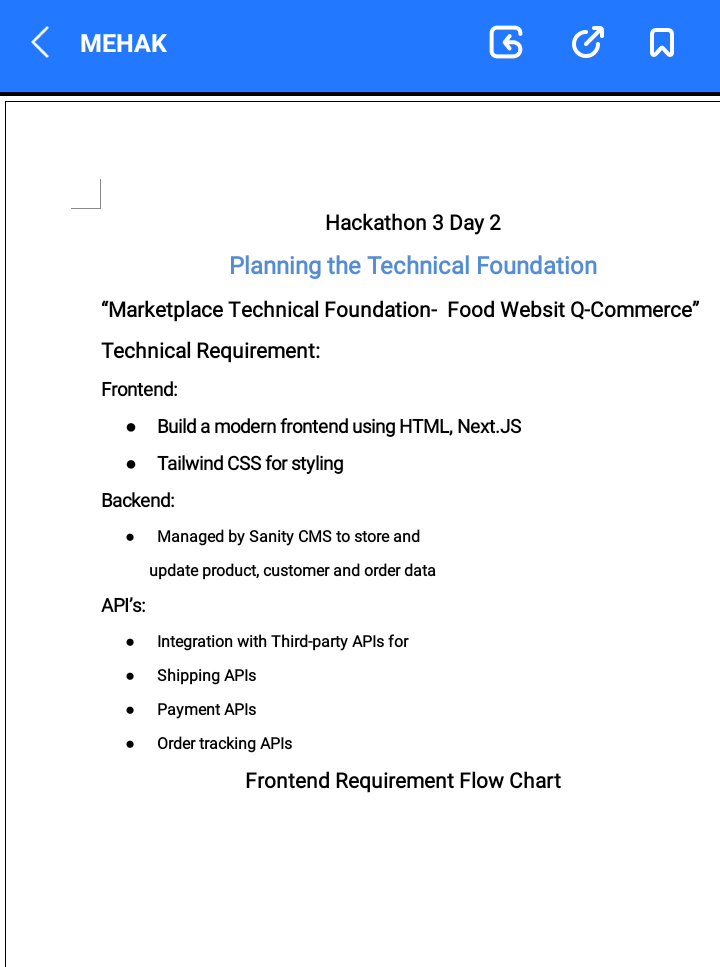 MEHAK
Hackathon 3 Day 2
Planning the Technical Foundation
“Marketplace Technical Foundation-  Food Websit Q-Commerce”
Technical Requirement:
Frontend:
● Build a modern frontend using HTML, Next.JS
● Tailwind CSS for styling
Backend:
● Managed by Sanity CMS to store and
update product, customer and order data
API’s:
● Integration with Third-party APIs for
● Shipping APIs
● Payment APIs
● Order tracking APIs
Frontend Requirement Flow Chart